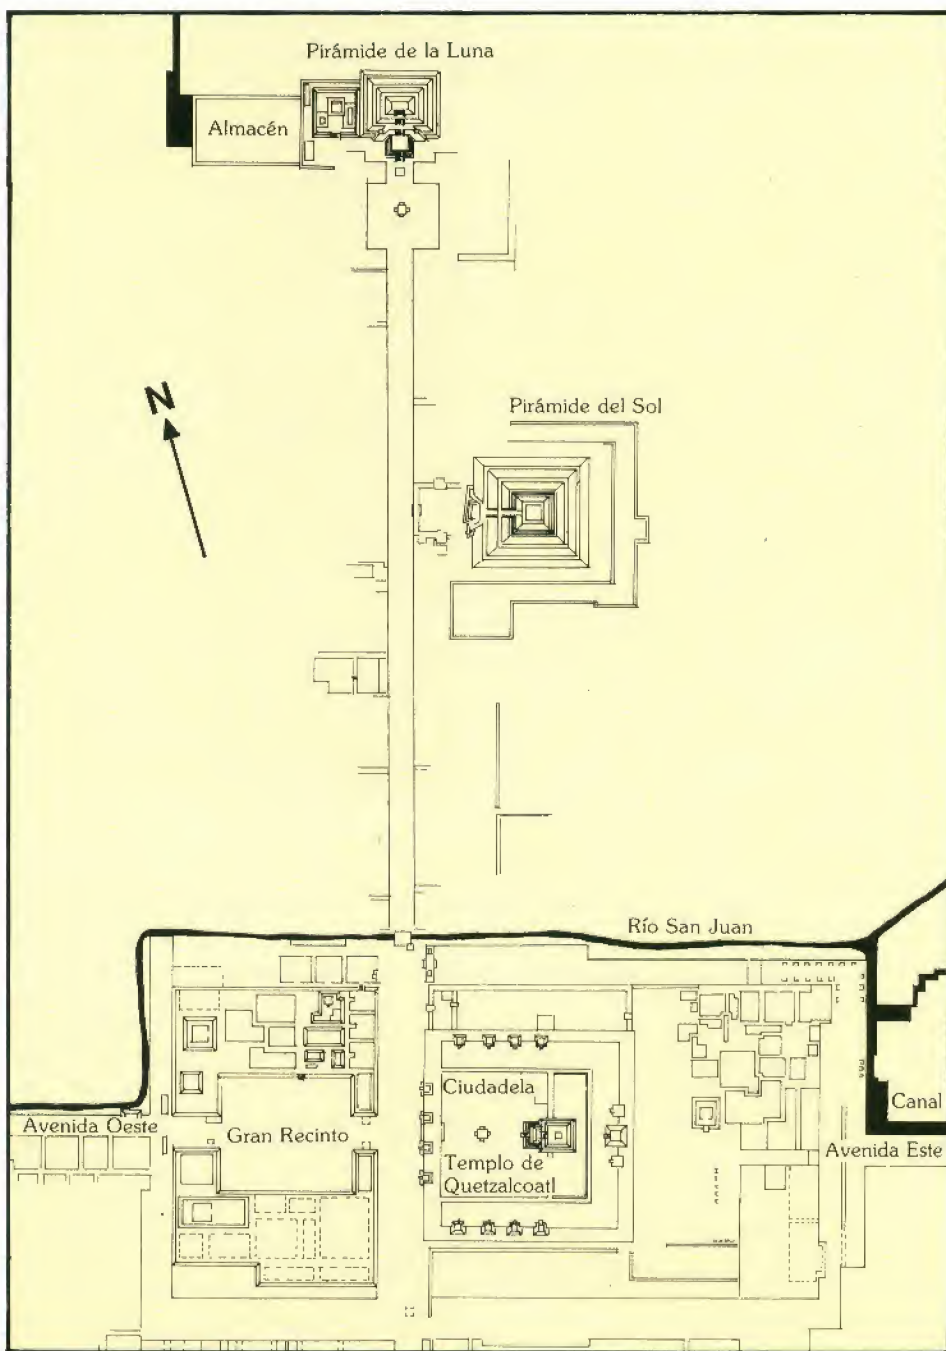 Pirámide de la Luna
Almacén
N
Pirámide del Sol
Río San Juan
Ciudadela
Canal
Avenida Oeste
Gran Recinto
Templo de
Quetzalcoatl
Avenida Este